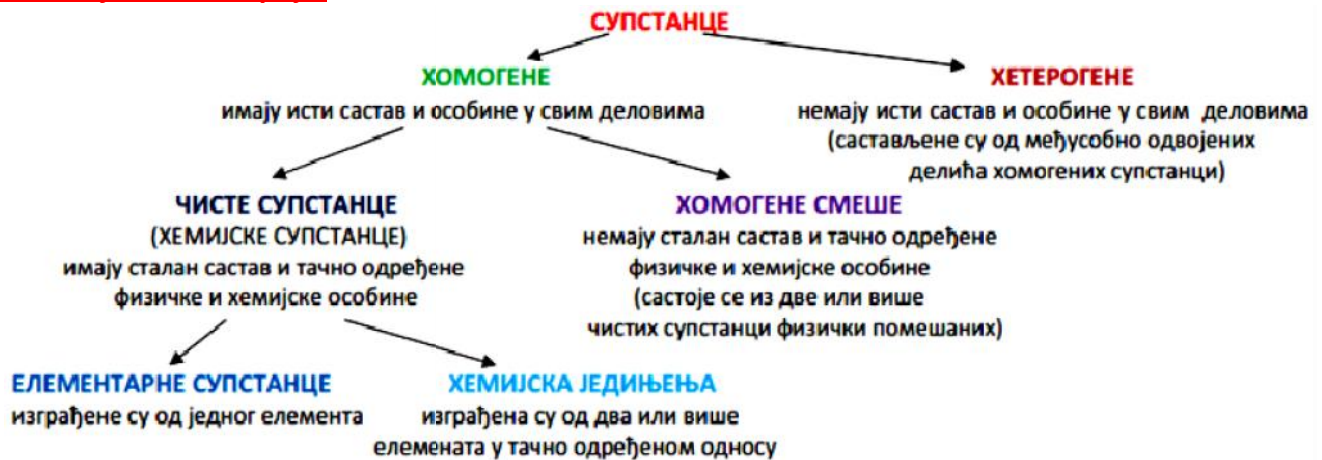 СУПСТАНЦЕ
ХОМОГЕНЕ
имају исти састав и особине у свим деловима
ХЕТЕРОГЕНЕ
немају исти састав и особине у свим деловима
(састављене су од међусобно одвојених
делића хомогених супстанци)
ЧИСТЕ СУПСТАНЦЕ
(ХЕМИЈСКЕ СУПСТАНЦЕ)
имају сталан састав и тачно одређене
физичке и хемијске особине
ХОМОГЕНЕ СМЕШЕ
немају сталан састав и тачно одређене
физичке и хемијске особине
(састоје се из две или више
чистих супстанци физички помешаних)
ЕЛЕМЕНТАРНЕ СУПСТАНЦЕ
изграђене су од једног елемента
ХЕМИЈСКА ЈЕДИЊЕЊА
изграђена су од два или више
елемената у тачно одређеном односу